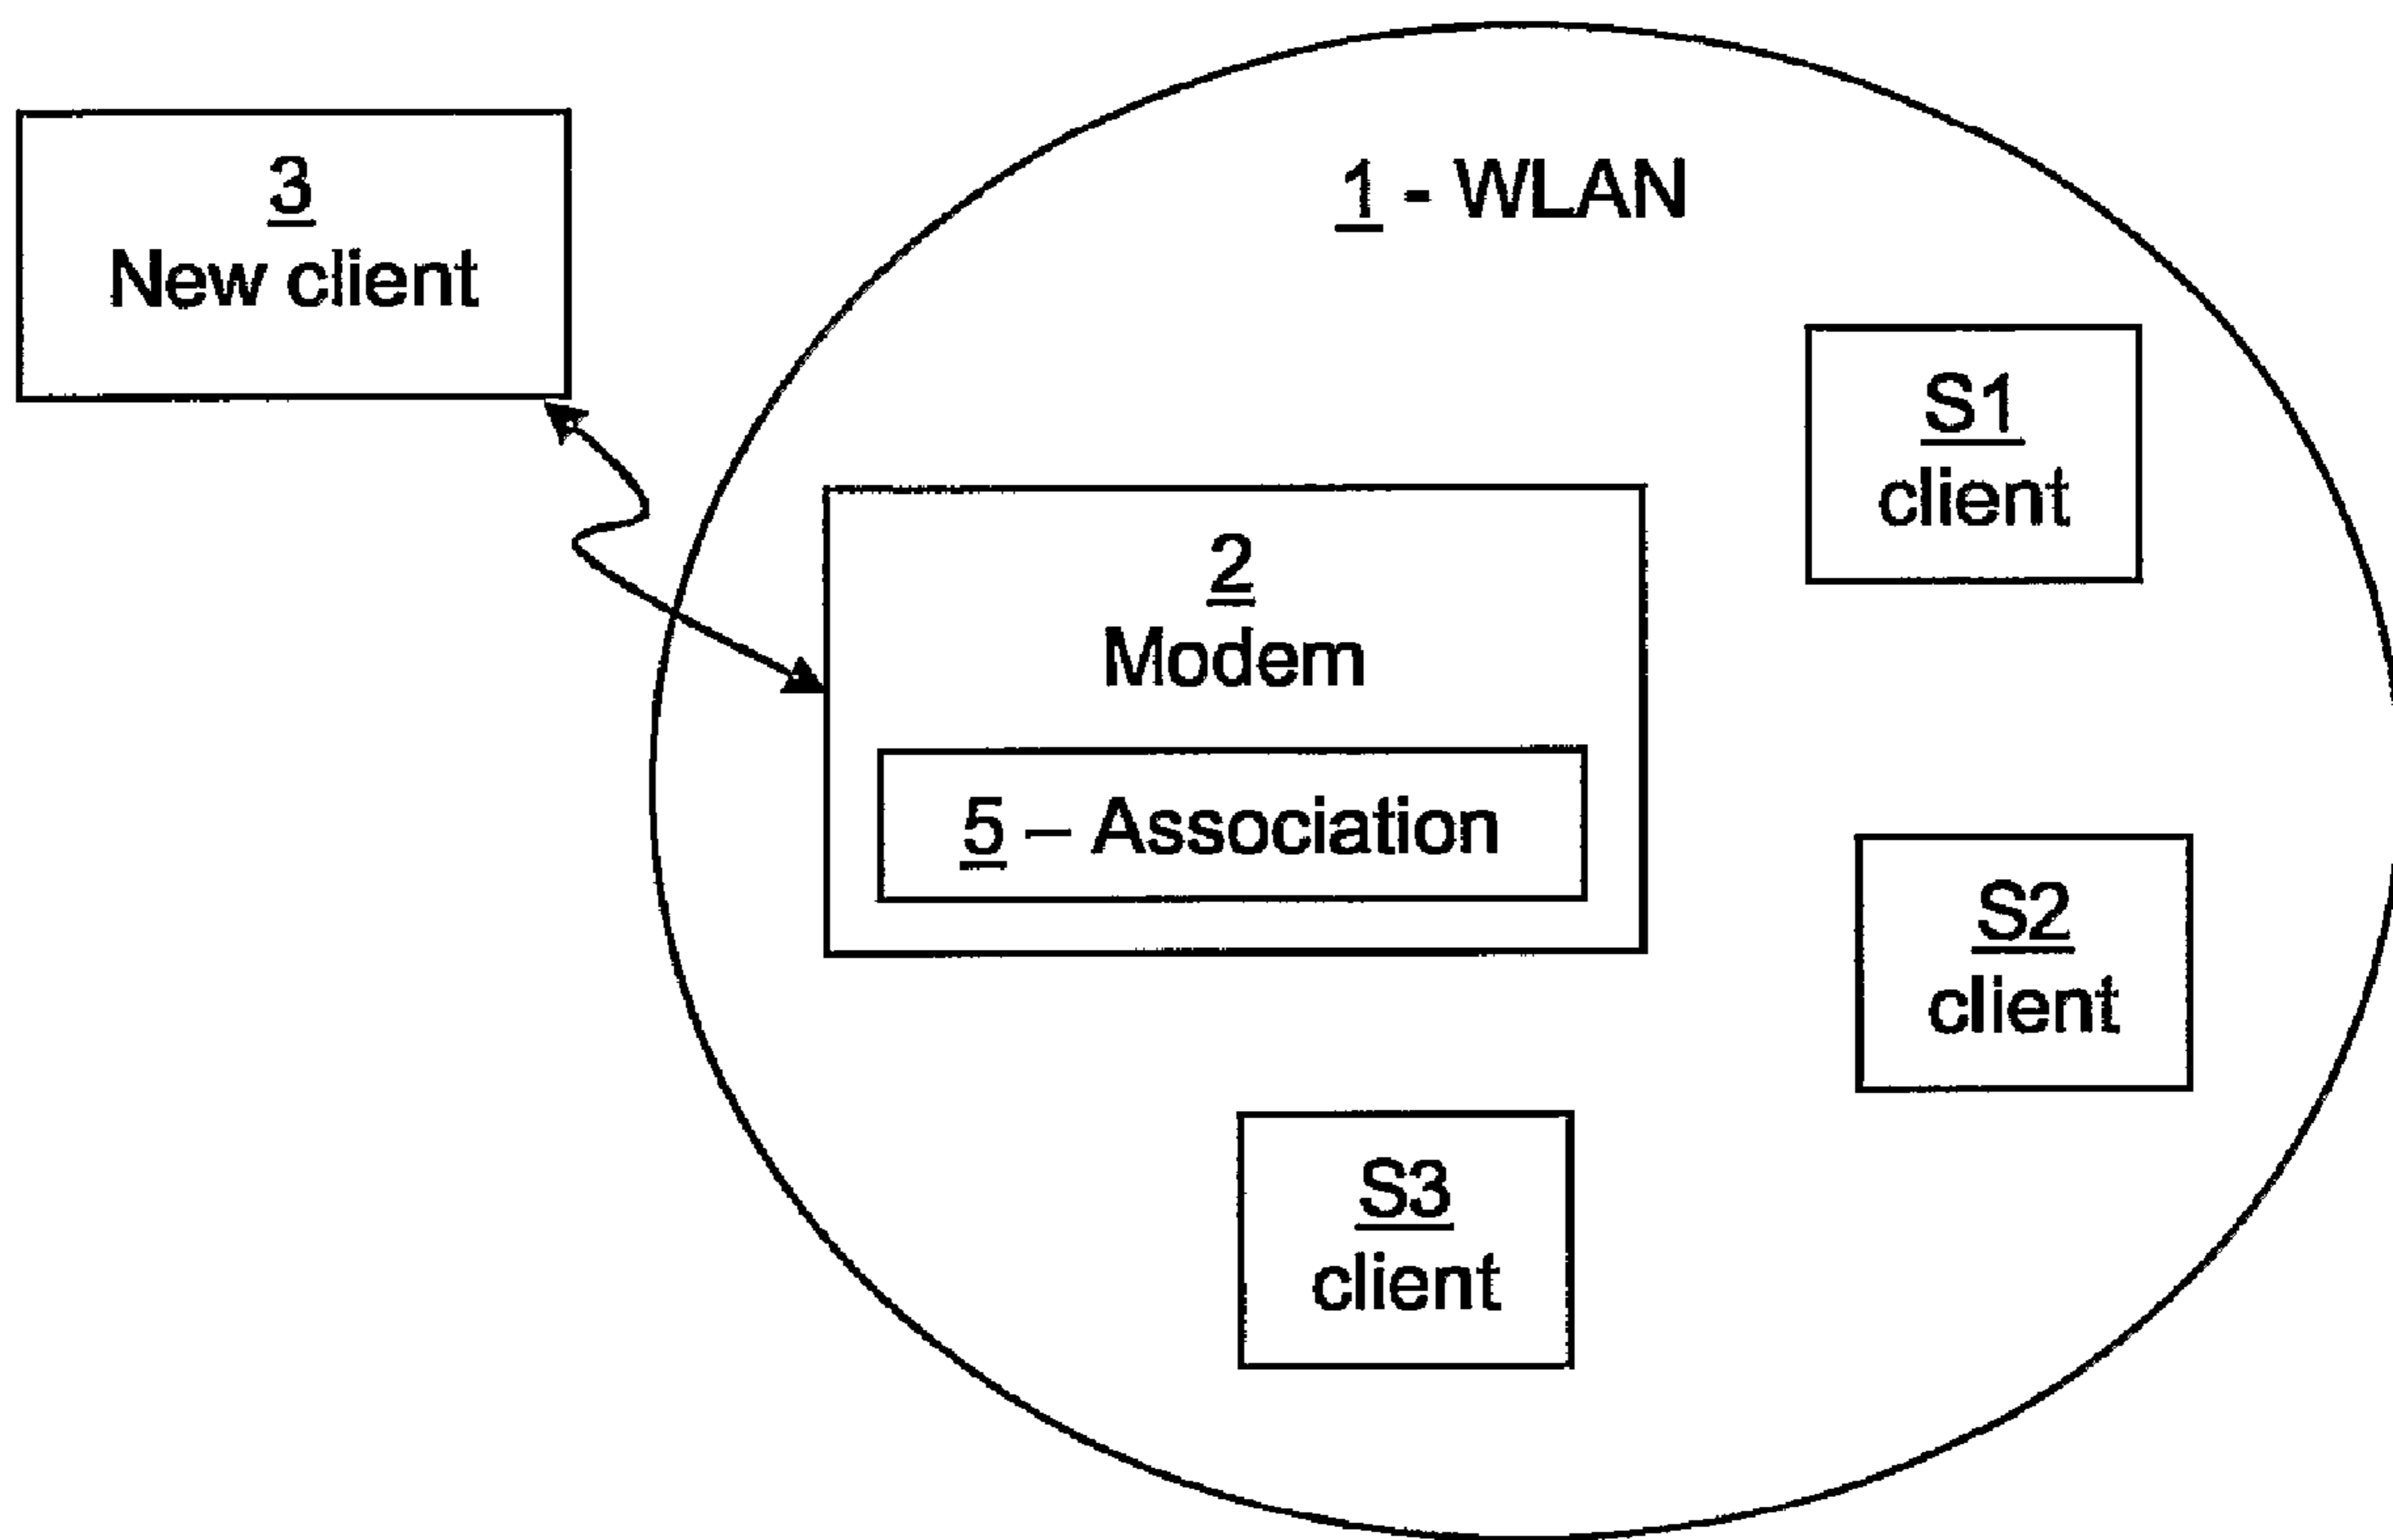 3
New client
1 - WLAN
S1
client
2
Modem
5 – Association
S2
client
S3
client